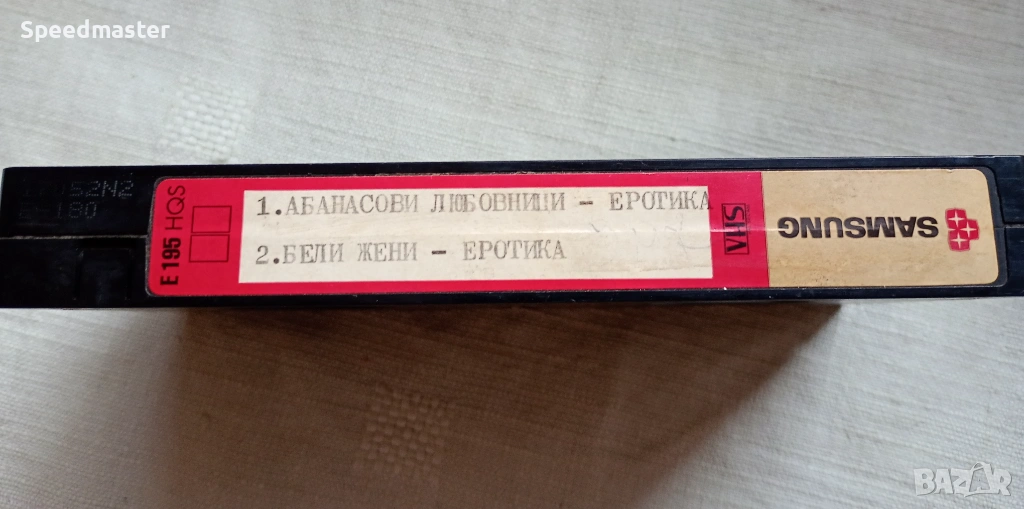 Speedmaster
1.АБАНАСОВИ ЛЮБОВНИЦИ - ЕРОТИКА
2.БЕЛИ ЖЕНИ - ЕРОТИКА
E 195 HQS
VHS
SAMSUNG
BAZAR